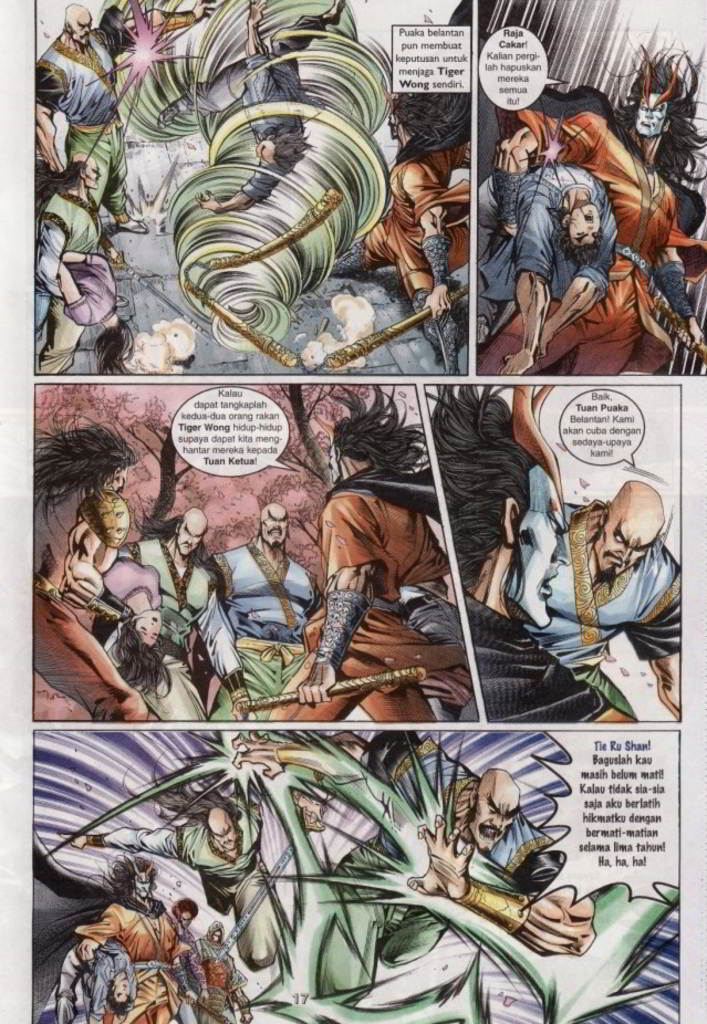 Puaka belantan
pun membuat
keputusan untuk
menjaga Tiger
Wong sendiri.
Raja
Cakar!
Kalian pergi-
lah hapuskan
mereka
semua
itu!
Kalau
dapat tangkaplah
kedua-dua orang rakan
Tiger Wong hidup-hidup
supaya dapat kita meng-
hantar mereka kepada
Tuan Ketua!
Baik,
Tuan Puaka
Belantan! Kami
akan cuba dengan
sedaya-upaya
kami!
Tie Ru Shan!
Baguslah kau
masih belum mati!
Kalau tidak sia-sia
saja aku berlatih
hikmatku dengan
bermati-matian
selama lima tahun!
Ha, ha, ha!
17